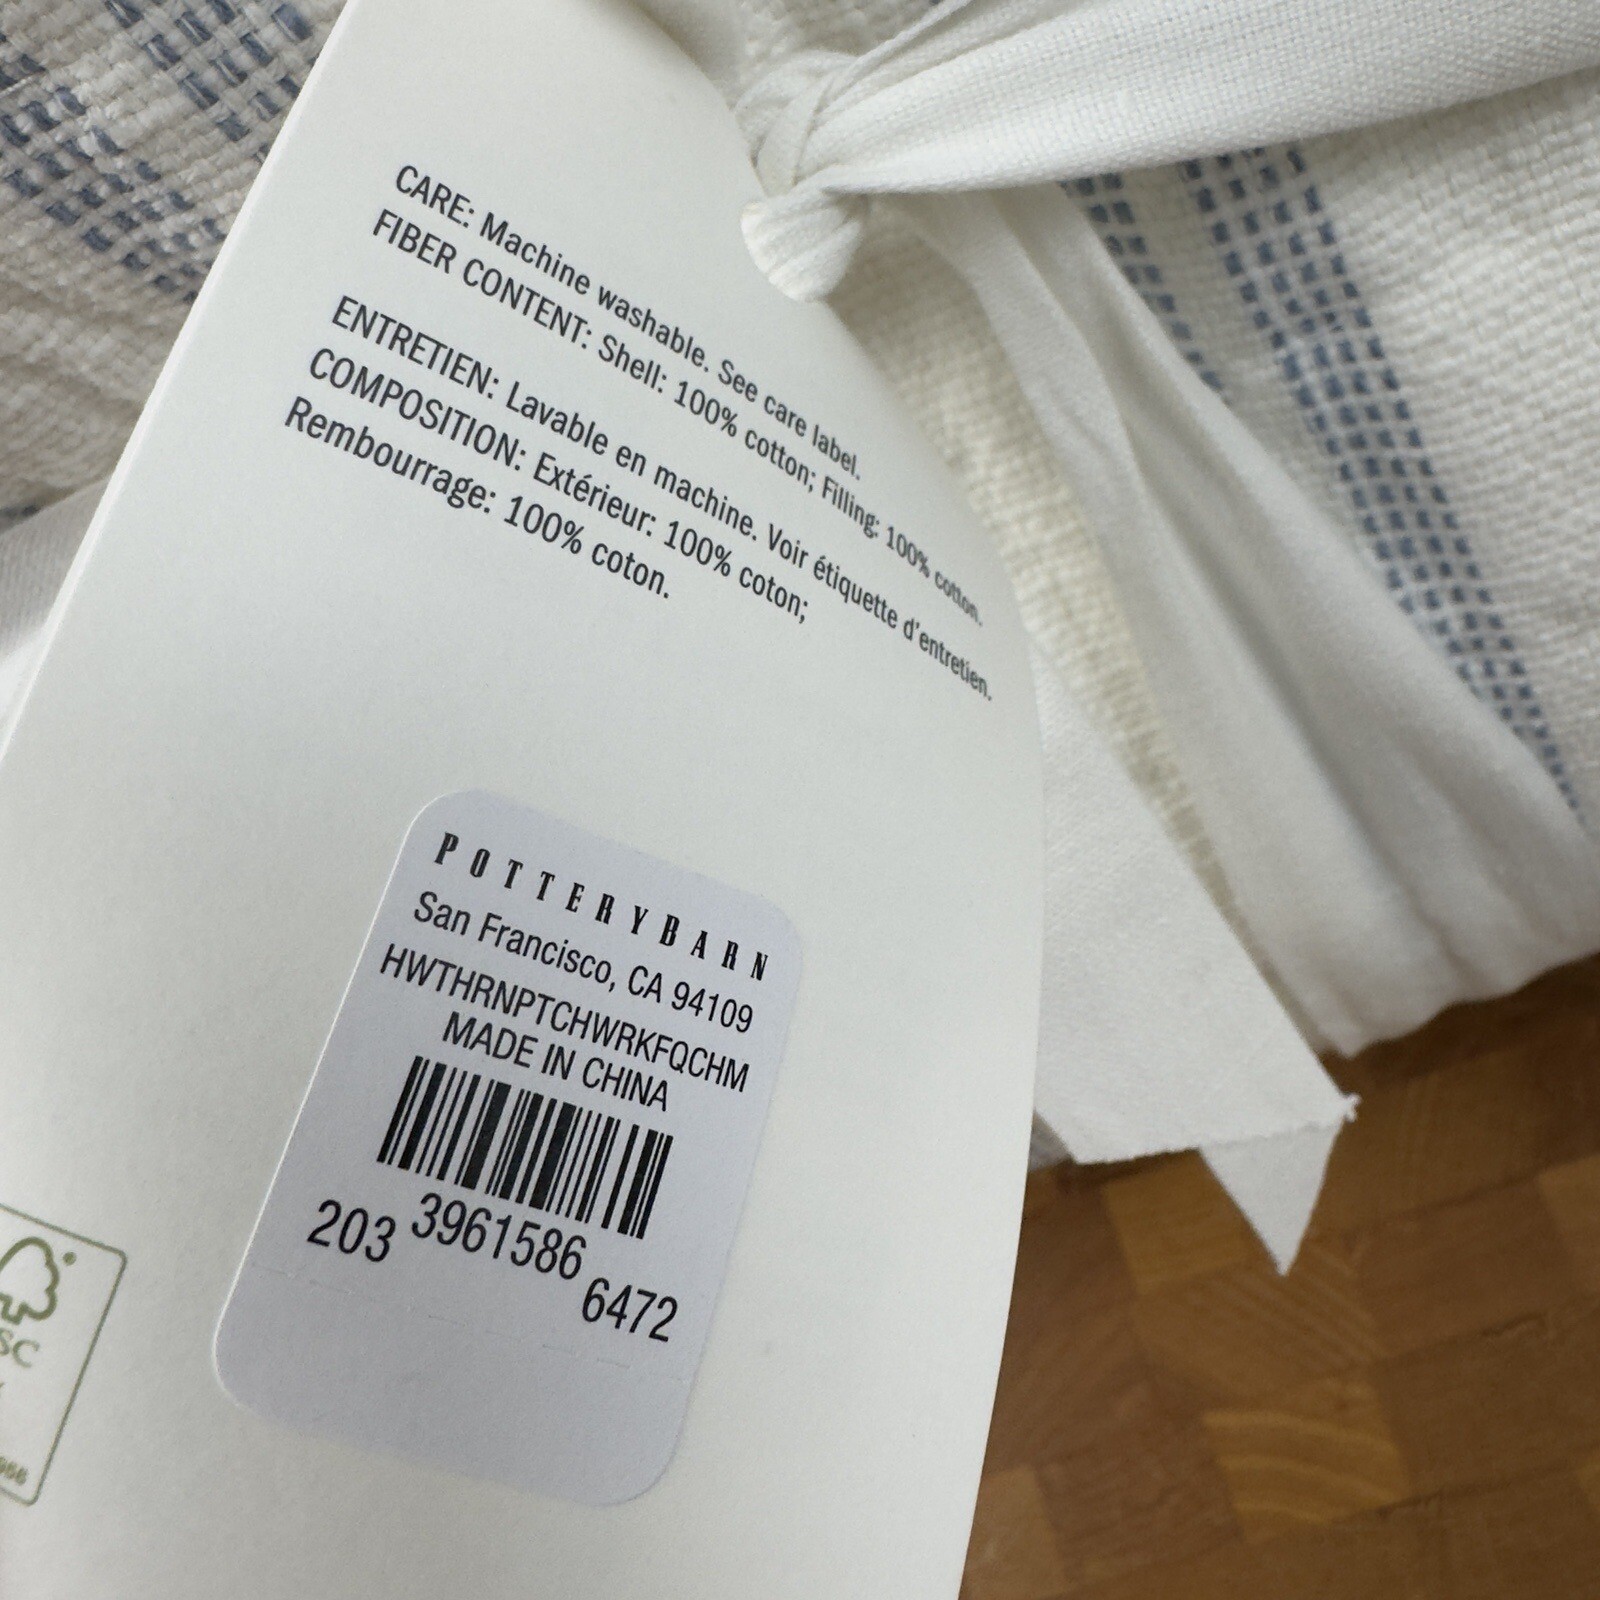 CARE: Machine washable. See care label.
FIBER CONTENT: Shell: 100% cotton; Filling: 100% cotton.
ENTRETIEN: Lavable en machine. Voir étiquette d'entretien.
COMPOSITION: Extérieur: 100% coton;
Rembourrage: 100% coton.
POTTERYBARN
San Francisco, CA 94109
HWTHRNPTCHWRKFQCHM
MADE IN CHINA
203 3961586 6472